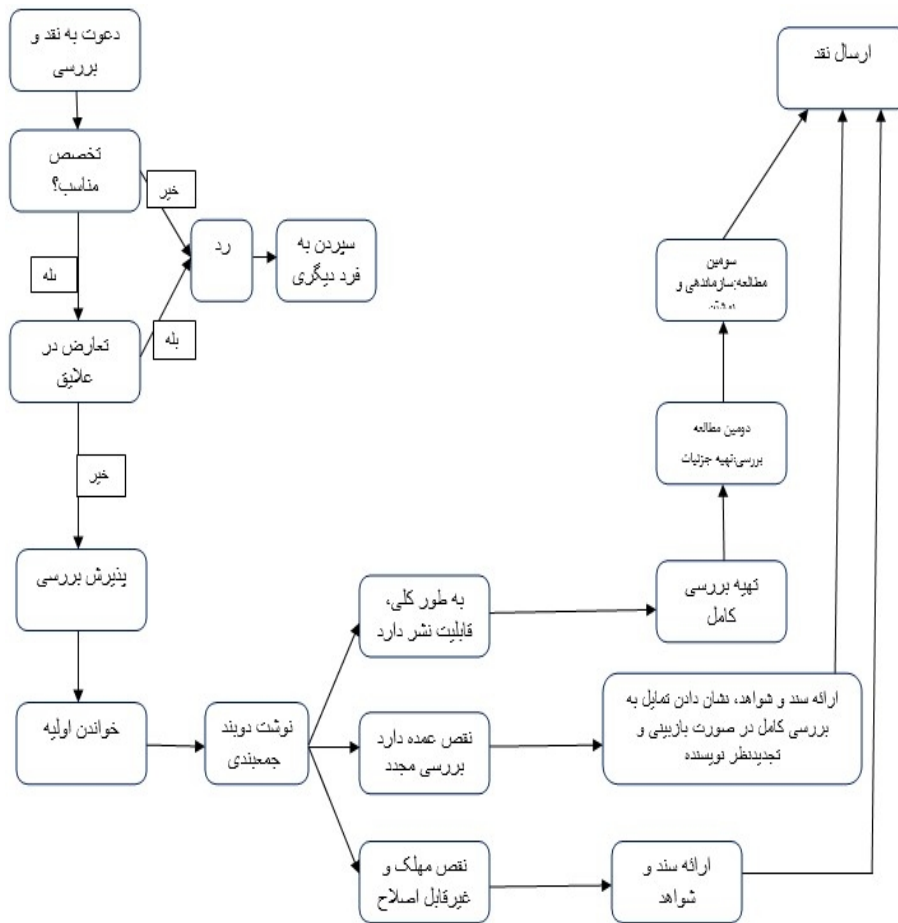 دعوت به نقد و
بررسی
ارسال نقد
تخصص
مناسب؟
خیر
رد
سپردن به
فرد دیگری
بله
بله
تعارض در
علایق
خیر
سومین
مطالعه:سازماندهی و
دومین مطالعه
بررسی:تهیه جزئیات
پذیرش بررسی
به طور کلی،
قابلیت نشر دارد
تهیه بررسی
کامل
خواندن اولیه
نوشت دوبند
جمعبندی
نقص عمده دارد
بررسی مجدد
ارائه سند و شواهد، نشان دادن تمایل به
بررسی کامل در صورت بازبینی و
تجدیدنظر نویسنده
نقص مهلک و
غیرقابل اصلاح
ارائه سند و
شواهد